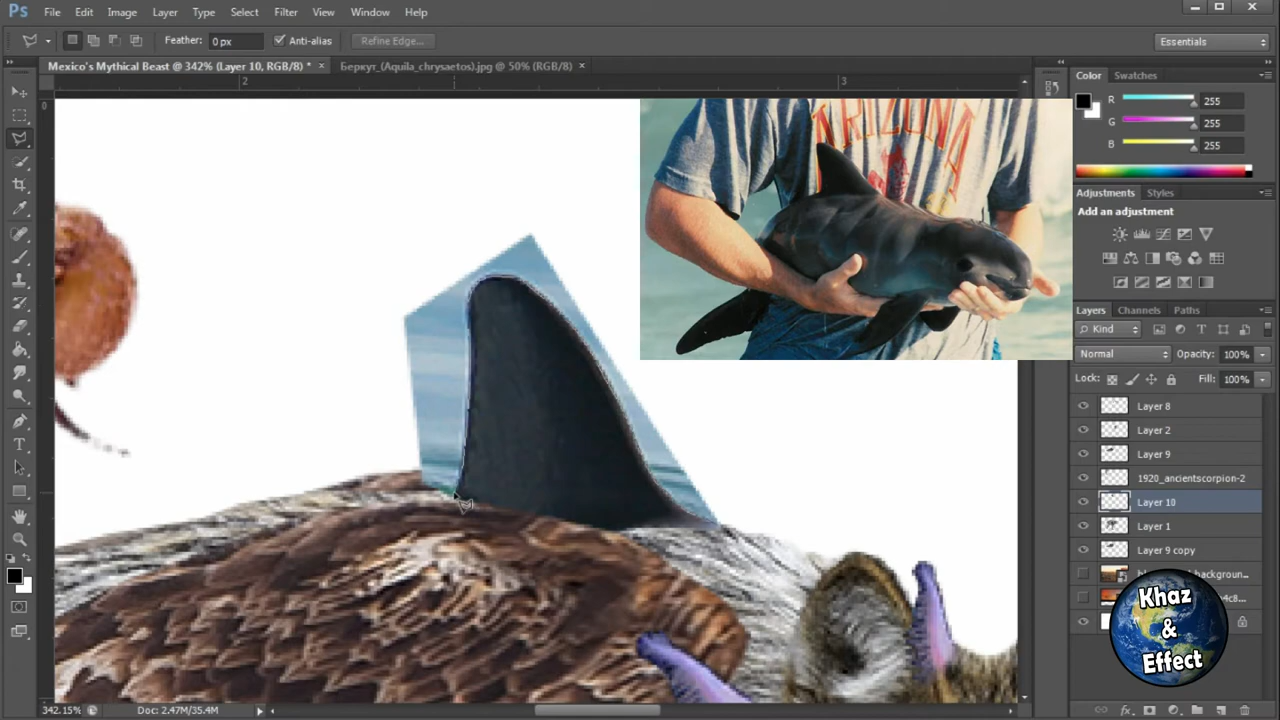 Ps File Edit Image Layer Type Select Filter View Window Help
Feather: 0 px Anti-alias Refine Edge... Essentials
Mexico's Mythical Beast @ 342% (Layer 10, RGB/8) * × Беркут_(Aquila_chrysaetos).jpg @ 50% (RGB/8) ×
2 3
0
Color Swatches
R 255
G 255
B 255
ARIZONA
Adjustments Styles
Add an adjustment
Layers Channels Paths
Kind
Normal Opacity: 100%
Lock: Fill: 100%
Layer 8
Layer 2
Layer 9
1920_ancientscorpion-2
Layer 10
Layer 1
Layer 9 copy
Khaz
&
Effect
342.15% Doc: 2.47M/35.4M